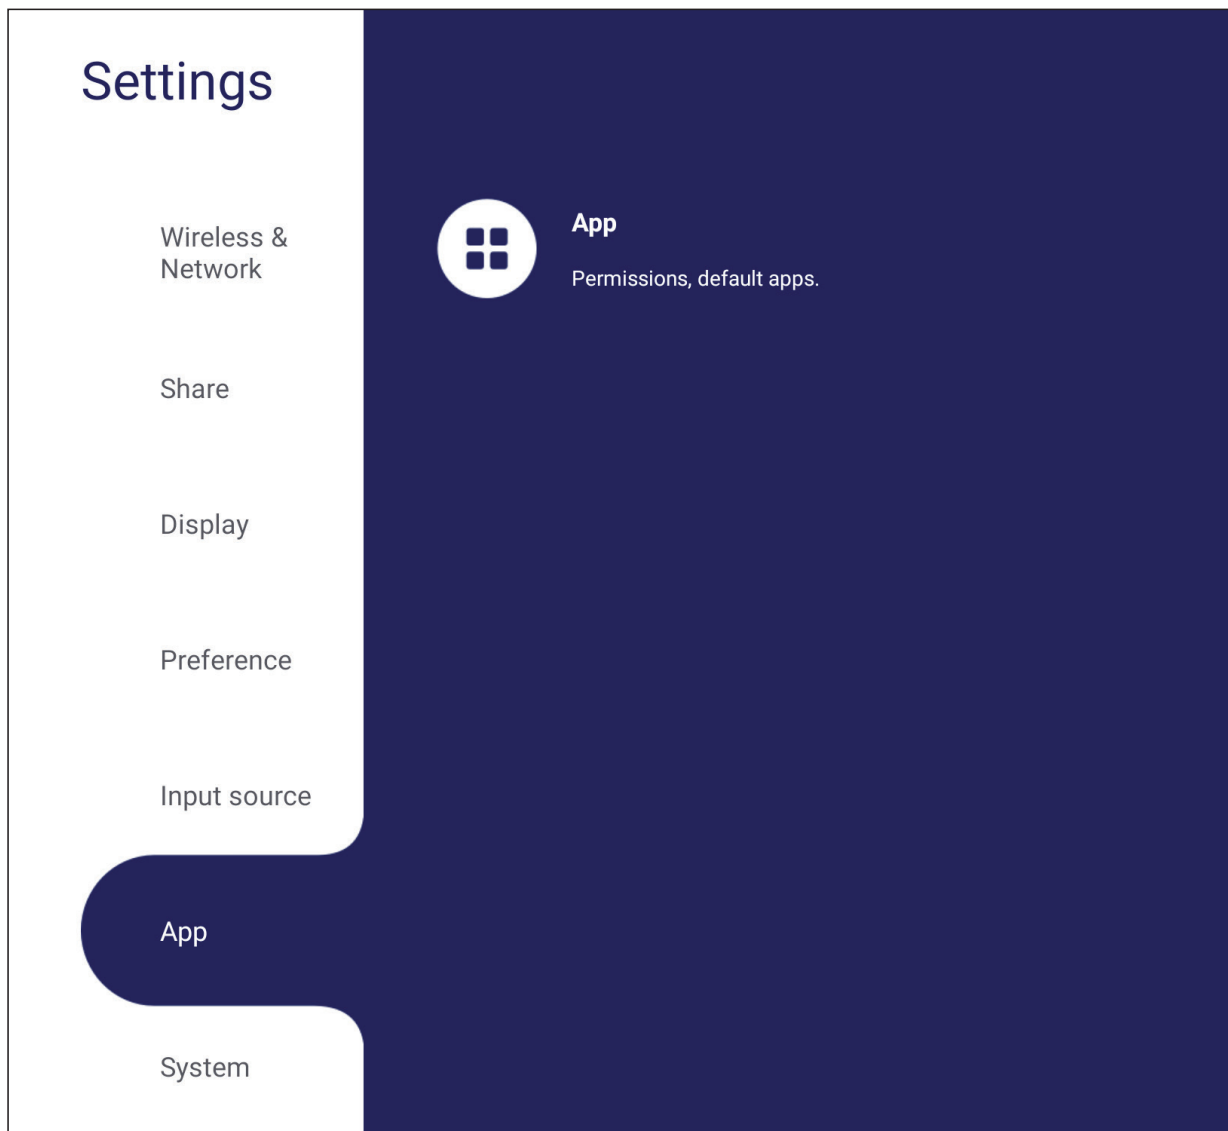 Settings
Wireless &
Network
Share
Display
Preference
Input source
App
System
App
Permissions, default apps.